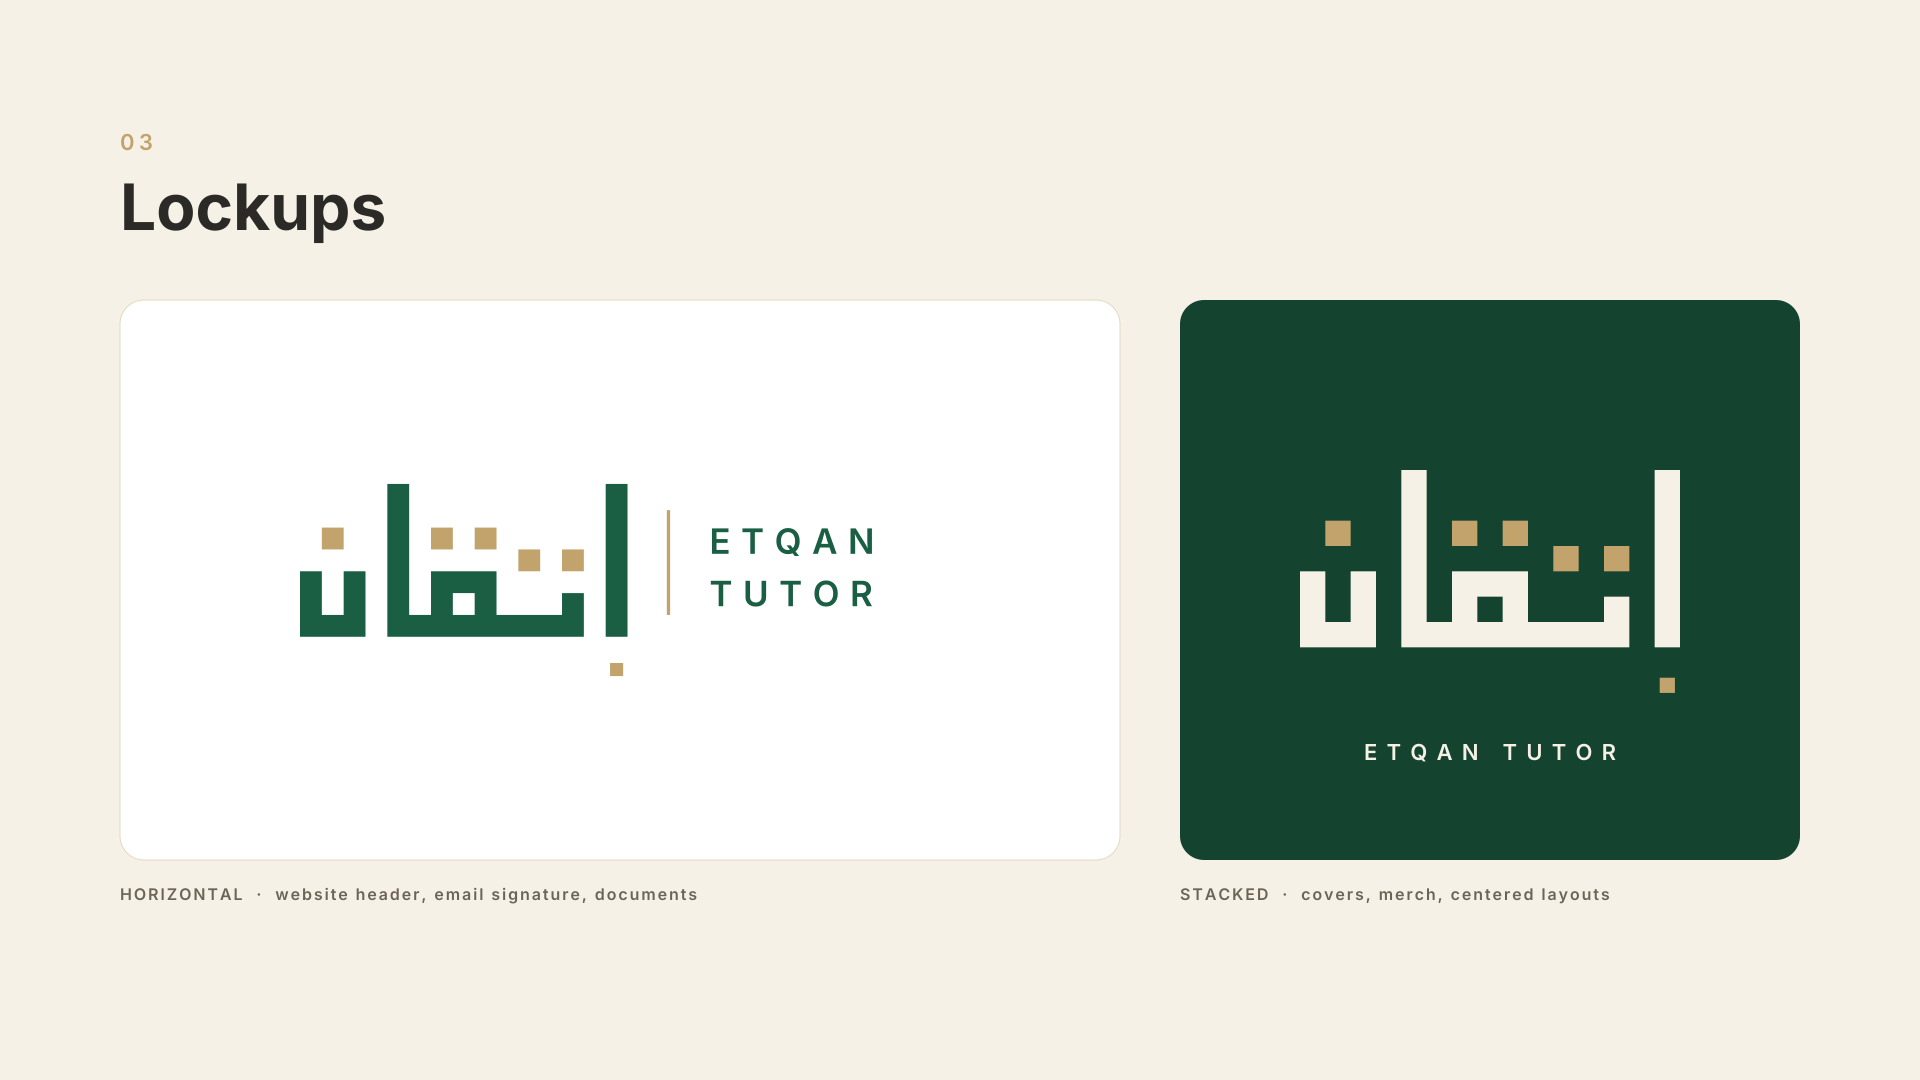 03
Lockups
إتقان
ETQAN
TUTOR
إتقان
ETQAN TUTOR
HORIZONTAL · website header, email signature, documents
STACKED · covers, merch, centered layouts